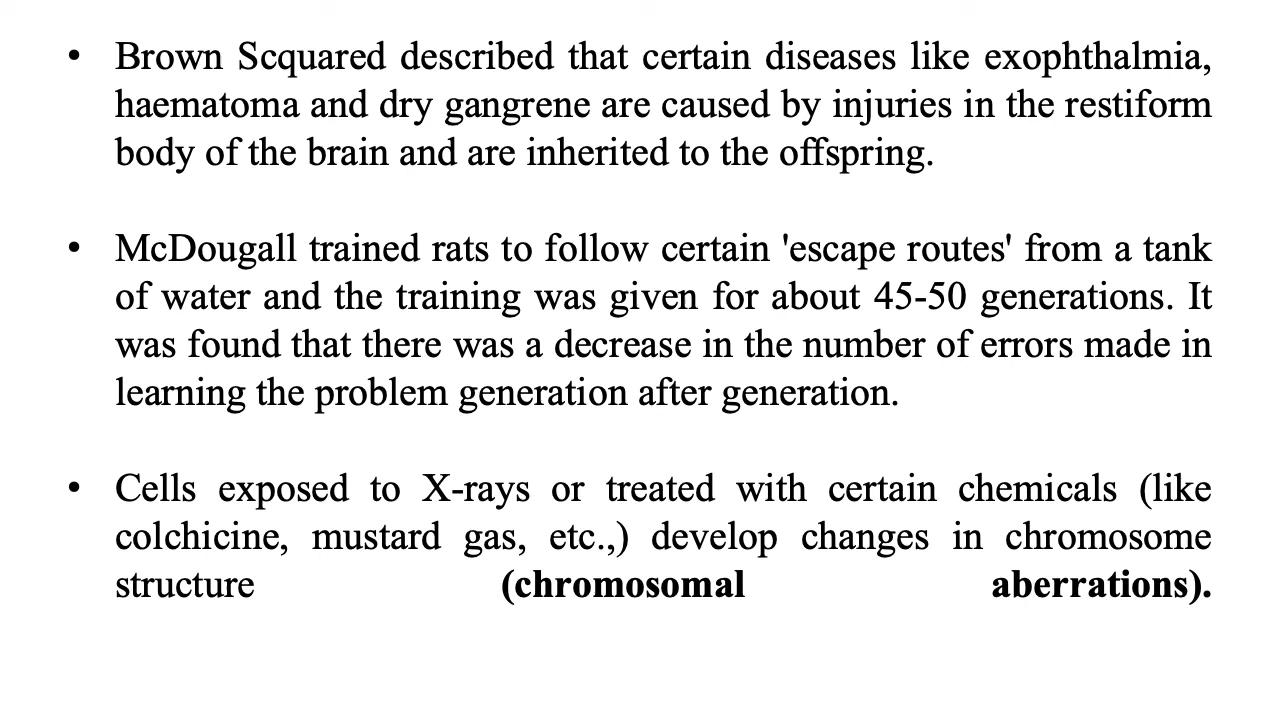 • Brown Scquared described that certain diseases like exophthalmia,
haematoma and dry gangrene are caused by injuries in the restiform
body of the brain and are inherited to the offspring.
• McDougall trained rats to follow certain 'escape routes' from a tank
of water and the training was given for about 45-50 generations. It
was found that there was a decrease in the number of errors made in
learning the problem generation after generation.
• Cells exposed to X-rays or treated with certain chemicals (like
colchicine, mustard gas, etc.,) develop changes in chromosome
structure (chromosomal aberrations).